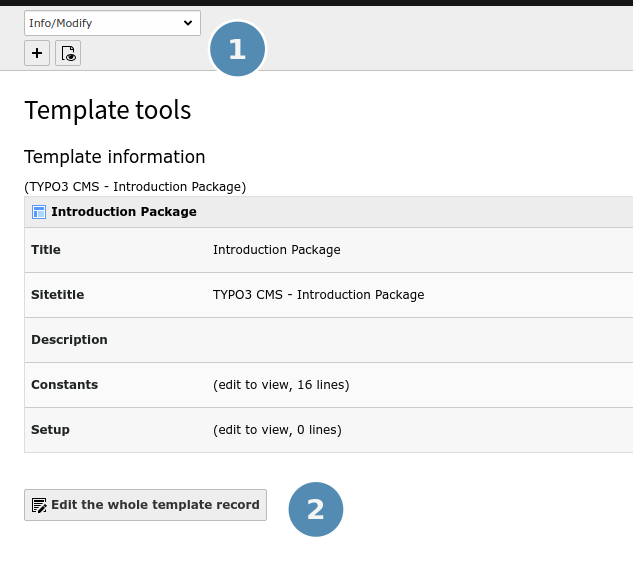 Info/Modify
1
Template tools
Template information
(TYPO3 CMS - Introduction Package)
Introduction Package
Title Introduction Package
Sitetitle TYPO3 CMS - Introduction Package
Description
Constants (edit to view, 16 lines)
Setup (edit to view, 0 lines)
Edit the whole template record
2